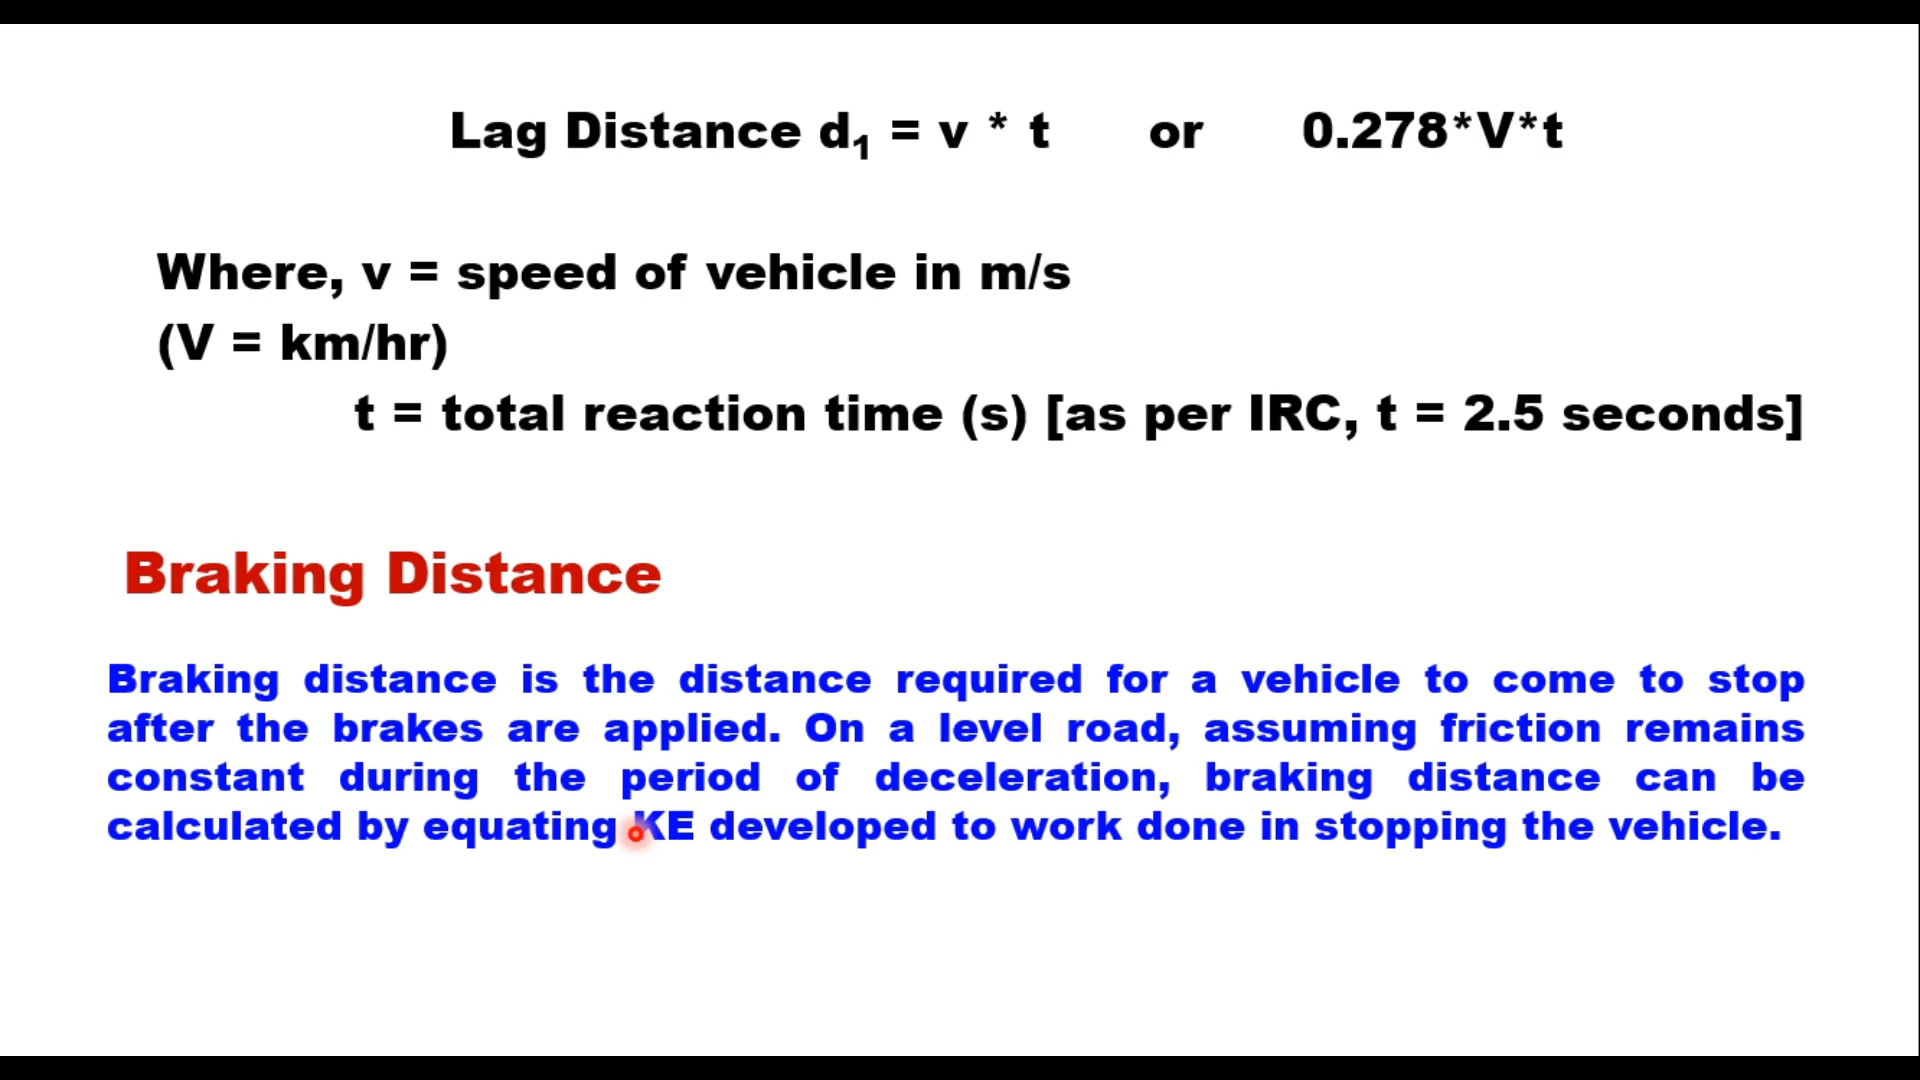 Lag Distance d₁ = v * t or 0.278*V*t
Where, v = speed of vehicle in m/s
(V = km/hr)
t = total reaction time (s) [as per IRC, t = 2.5 seconds]
Braking Distance
Braking distance is the distance required for a vehicle to come to stop
after the brakes are applied. On a level road, assuming friction remains
constant during the period of deceleration, braking distance can be
calculated by equating KE developed to work done in stopping the vehicle.